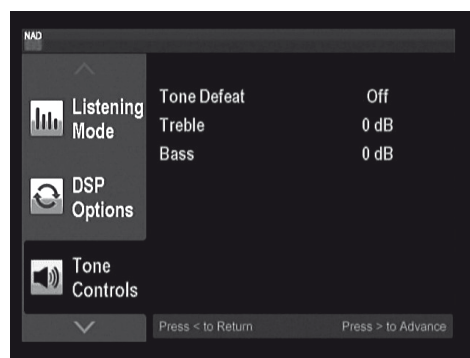 NAD
Listening
Mode
DSP
Options
Tone
Controls
Tone Defeat Off
Treble 0 dB
Bass 0 dB
Press < to Return Press > to Advance